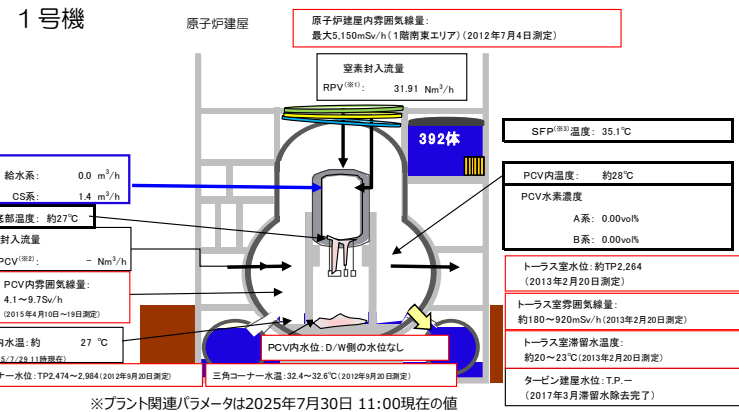 1号機
原子炉建屋
原子炉建屋内雰囲気線量:
最大5,150mSv/h(1階南東エリア)(2012年7月4日測定)
窒素封入流量
RPV(※1): 31.91 Nm3/h
392体
SFP(※3)温度: 35.1℃
給水系: 0.0 m3/h
CS系: 1.4 m3/h
PCV内温度: 約28℃
PCV水素濃度
A系: 0.00vol%
B系: 0.00vol%
底部温度: 約27℃
封入流量
PCV(※2): - Nm3/h
PCV内雰囲気線量:
4.1~9.7Sv/h
(2015年4月10日~19日測定)
トーラス室水位: 約TP2,264
(2013年2月20日測定)
トーラス室雰囲気線量:
約180~920mSv/h(2013年2月20日測定)
内水温: 約 27 ℃
5/7/29 11時現在)
PCV内水位: D/W側の水位なし
トーラス室滞留水温度:
約20~23℃(2013年2月20日測定)
ーナー水位: TP2,474~2,984(2012年9月20日測定)
三角コーナー水温: 32.4~32.6℃(2012年9月20日測定)
タービン建屋水位: T.P.-
(2017年3月滞留水除去完了)
※プラント関連パラメータは2025年7月30日 11:00現在の値